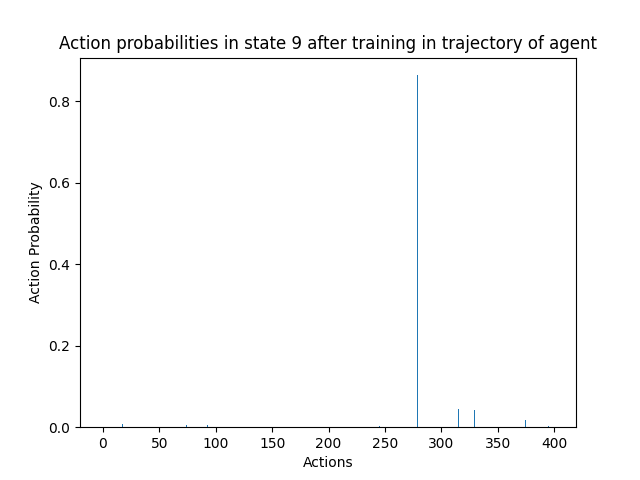 Action probabilities in state 9 after training in trajectory of agent
0.8
0.6
0.4
0.2
0.0
Action Probability
0 50 100 150 200 250 300 350 400
Actions